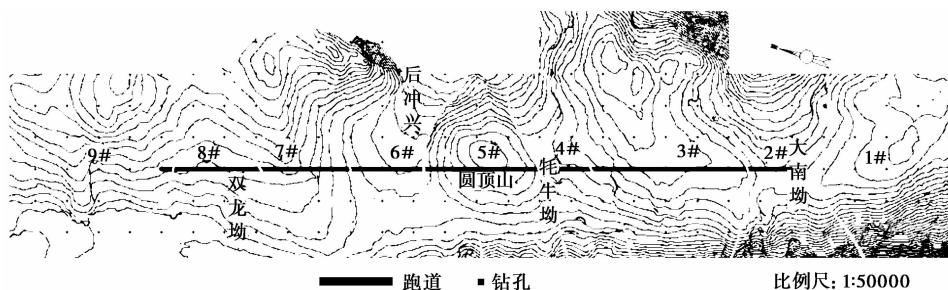 后冲兴
9#
8#
7#
6#
5#
4#
3#
2#
1#
双龙坳
圆顶山
牦牛坳
大南坳
跑道
钻孔
比例尺：1:50000